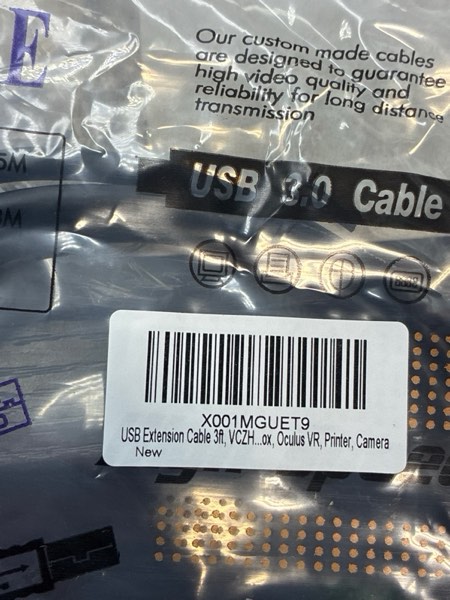 E
Our custom made cables
are designed to guarantee
high video quality and
reliability for long distance
transmission
5M
USB 3.0 Cable
X001MGUET9
USB Extension Cable 3ft, VCZH...ox, Oculus VR, Printer, Camera
New